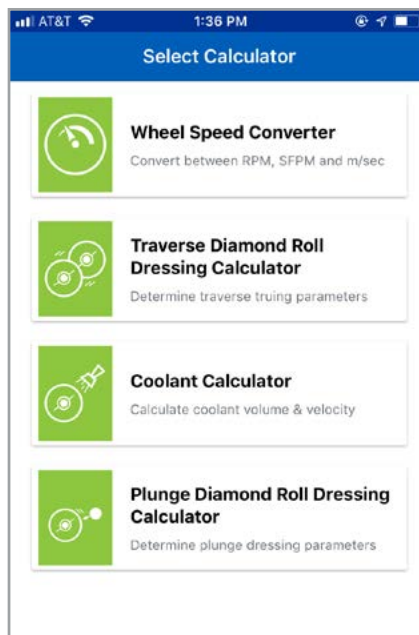 AT&T 1:36 PM
Select Calculator
Wheel Speed Converter
Convert between RPM, SFPM and m/sec
Traverse Diamond Roll
Dressing Calculator
Determine traverse truing parameters
Coolant Calculator
Calculate coolant volume & velocity
Plunge Diamond Roll Dressing
Calculator
Determine plunge dressing parameters